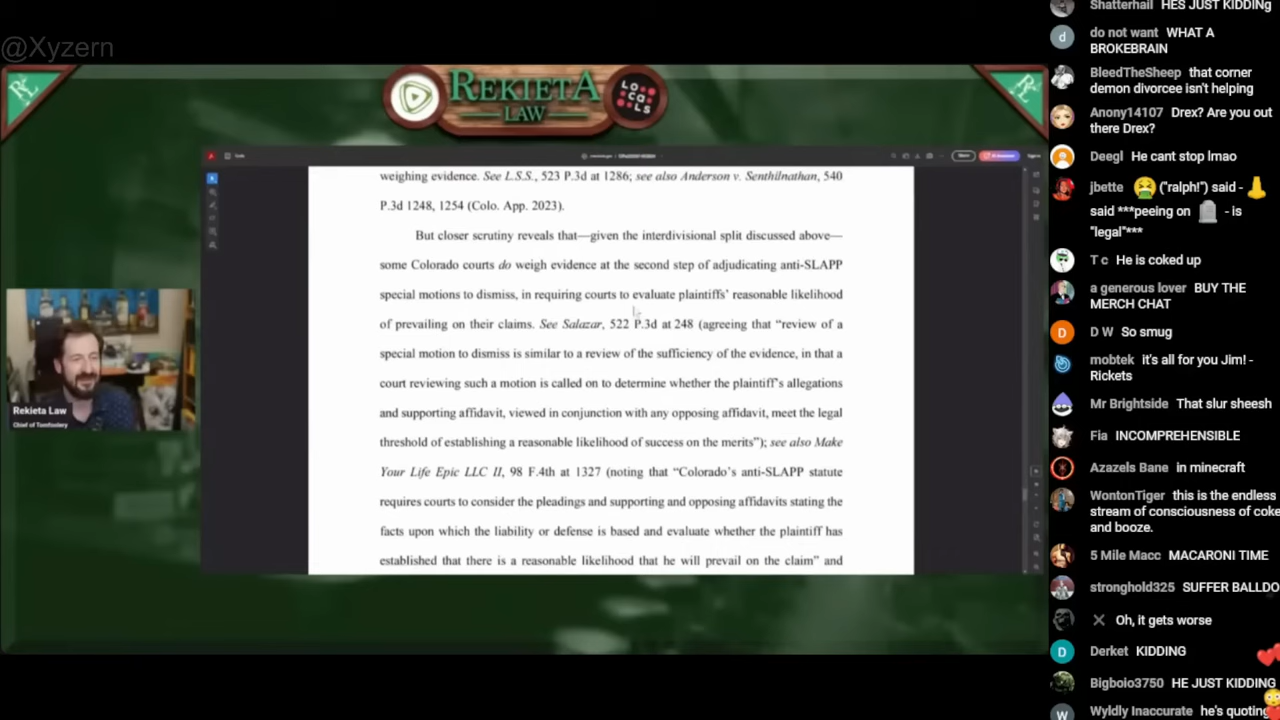 @Xyzern
REKIETA
LAW
LOCALS
weighing evidence. See L.S.S., 523 P.3d at 1286; see also Anderson v. Senthilnathan, 540
P.3d 1248, 1254 (Colo. App. 2023).
But closer scrutiny reveals that—given the interdivisional split discussed above—
some Colorado courts do weigh evidence at the second step of adjudicating anti-SLAPP
special motions to dismiss, in requiring courts to evaluate plaintiffs' reasonable likelihood
of prevailing on their claims. See Salazar, 522 P.3d at 248 (agreeing that “review of a
special motion to dismiss is similar to a review of the sufficiency of the evidence, in that a
court reviewing such a motion is called on to determine whether the plaintiff's allegations
and supporting affidavit, viewed in conjunction with any opposing affidavit, meet the legal
threshold of establishing a reasonable likelihood of success on the merits”); see also Make
Your Life Epic LLC II, 98 F.4th at 1327 (noting that “Colorado's anti-SLAPP statute
requires courts to consider the pleadings and supporting and opposing affidavits stating the
facts upon which the liability or defense is based and evaluate whether the plaintiff has
established that there is a reasonable likelihood that he will prevail on the claim” and
Rekieta Law
Chief of Tomfoolery
Shatterhail HES JUST KIDDING
do not want WHAT A
BROKEBRAIN
BleedTheSheep that corner
demon divorcee isn't helping
Anony14107 Drex? Are you out
there Drex?
Deegl He cant stop lmao
jbette 🤮 ("ralph!") said - 👃
said ***peeing on 🪦 - is
"legal"***
T c He is coked up
a generous lover BUY THE
MERCH CHAT
D W So smug
mobtek it's all for you Jim! -
Rickets
Mr Brightside That slur sheesh
Fia INCOMPREHENSIBLE
Azazels Bane in minecraft
WontonTiger this is the endless
stream of consciousness of coke
and booze.
5 Mile Macc MACARONI TIME
stronghold325 SUFFER BALLDO
Oh, it gets worse
Derket KIDDING
Bigboio3750 HE JUST KIDDING
Wyldly Inaccurate he's quoting